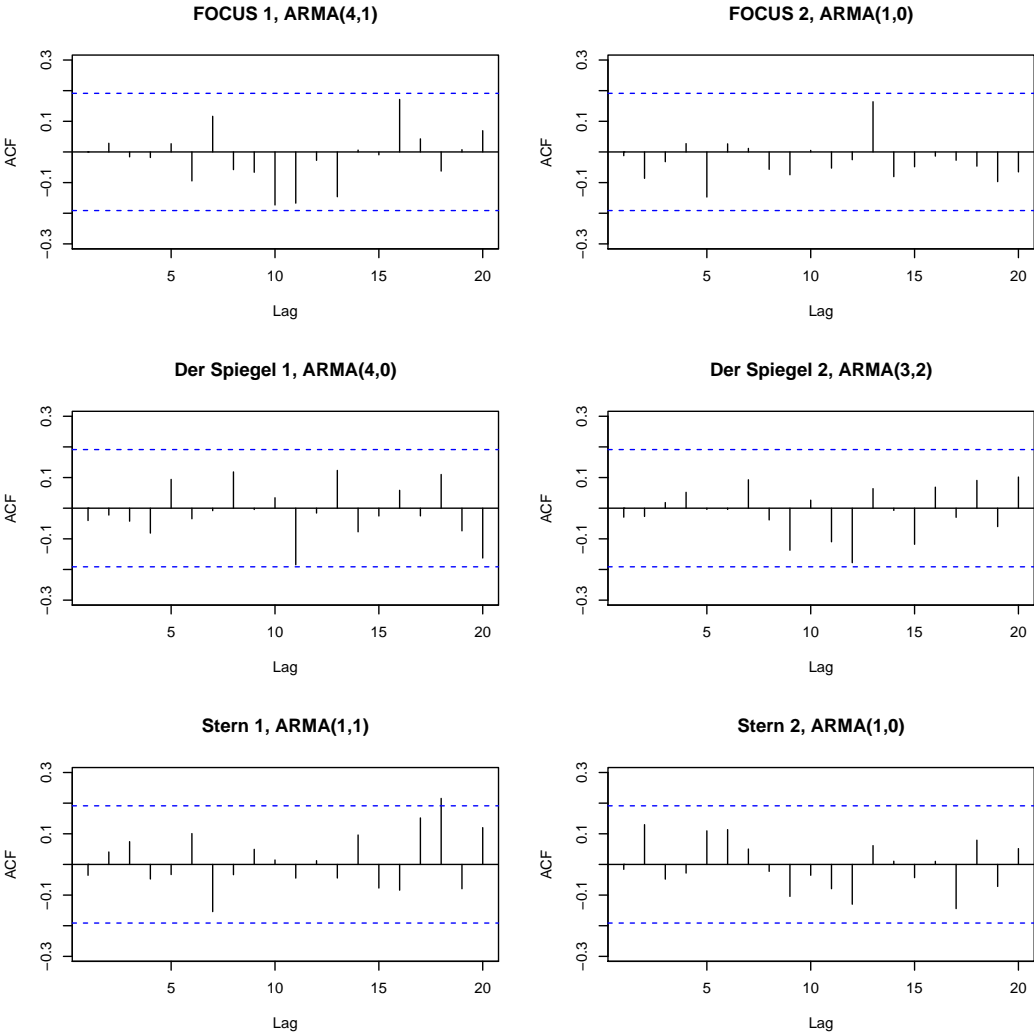 FOCUS 1, ARMA(4,1)
ACF
0.3
0.1
−0.1
−0.3
5 10 15 20
Lag
FOCUS 2, ARMA(1,0)
ACF
0.3
0.1
−0.1
−0.3
5 10 15 20
Lag
Der Spiegel 1, ARMA(4,0)
ACF
0.3
0.1
−0.1
−0.3
5 10 15 20
Lag
Der Spiegel 2, ARMA(3,2)
ACF
0.3
0.1
−0.1
−0.3
5 10 15 20
Lag
Stern 1, ARMA(1,1)
ACF
0.3
0.1
−0.1
−0.3
5 10 15 20
Lag
Stern 2, ARMA(1,0)
ACF
0.3
0.1
−0.1
−0.3
5 10 15 20
Lag